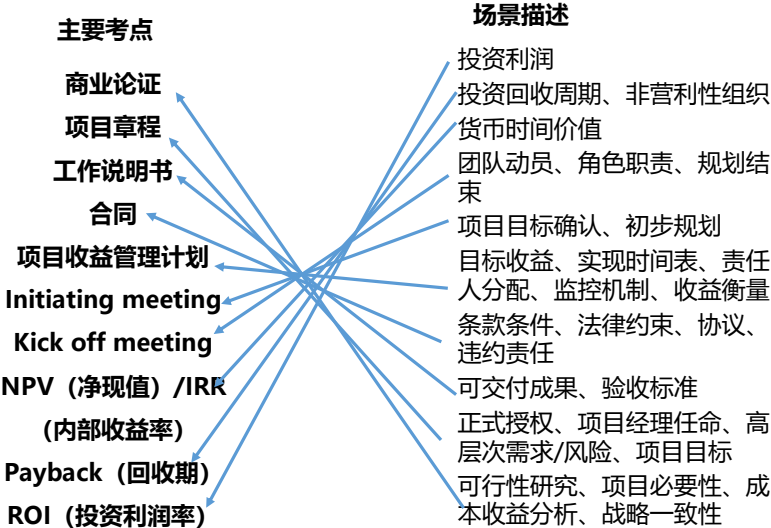 主要考点
商业论证
项目章程
工作说明书
合同
项目收益管理计划
Initiating meeting
Kick off meeting
NPV（净现值）/IRR
（内部收益率）
Payback（回收期）
ROI（投资利润率）
场景描述
投资利润
投资回收周期、非营利性组织
货币时间价值
团队动员、角色职责、规划结
束
项目目标确认、初步规划
目标收益、实现时间表、责任
人分配、监控机制、收益衡量
条款条件、法律约束、协议、
违约责任
可交付成果、验收标准
正式授权、项目经理任命、高
层次需求/风险、项目目标
可行性研究、项目必要性、成
本收益分析、战略一致性